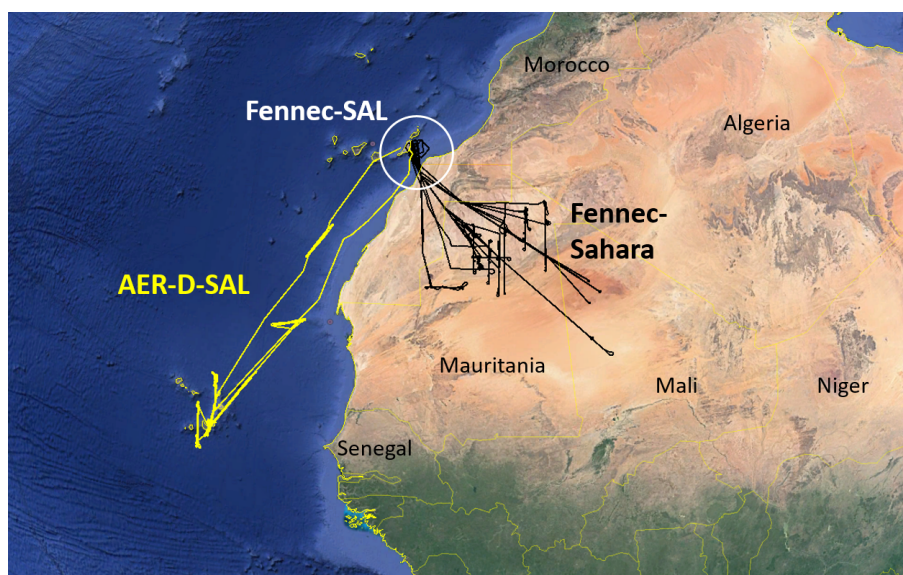 Morocco
Fennec-SAL
Algeria
Fennec-
Sahara
AER-D-SAL
Mauritania
Mali
Niger
Senegal